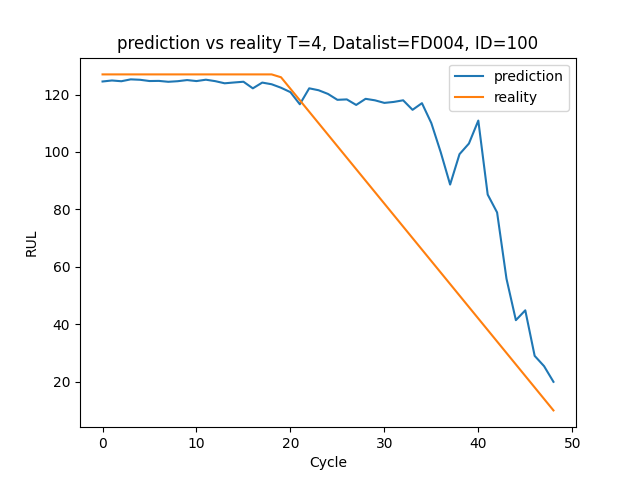 prediction vs reality T=4, Datalist=FD004, ID=100
prediction
reality
120
100
80
60
40
20
RUL
0 10 20 30 40 50
Cycle